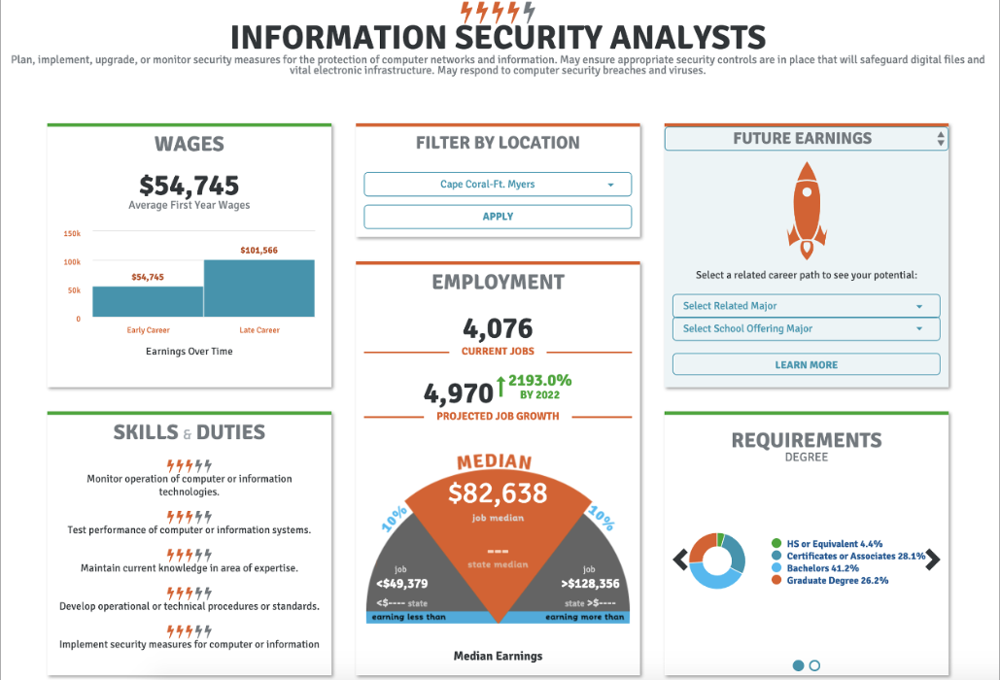 INFORMATION SECURITY ANALYSTS
Plan, implement, upgrade, or monitor security measures for the protection of computer networks and information. May ensure appropriate security controls are in place that will safeguard digital files and
vital electronic infrastructure. May respond to computer security breaches and viruses.
WAGES
$54,745
Average First Year Wages
150k
100k
50k
0
$54,745
$101,566
Early Career
Late Career
Earnings Over Time
SKILLS & DUTIES
Monitor operation of computer or information
technologies.
Test performance of computer or information systems.
Maintain current knowledge in area of expertise.
Develop operational or technical procedures or standards.
Implement security measures for computer or information
FILTER BY LOCATION
Cape Coral-Ft. Myers
APPLY
EMPLOYMENT
4,076
CURRENT JOBS
4,970 2193.0%
BY 2022
PROJECTED JOB GROWTH
MEDIAN
10%
$82,638
job median
10%
---
state median
job
<$49,379
<$---- state
earning less than
job
>$128,356
state >$----
earning more than
Median Earnings
FUTURE EARNINGS
Select a related career path to see your potential:
Select Related Major
Select School Offering Major
LEARN MORE
REQUIREMENTS
DEGREE
HS or Equivalent 4.4%
Certificates or Associates 28.1%
Bachelors 41.2%
Graduate Degree 26.2%